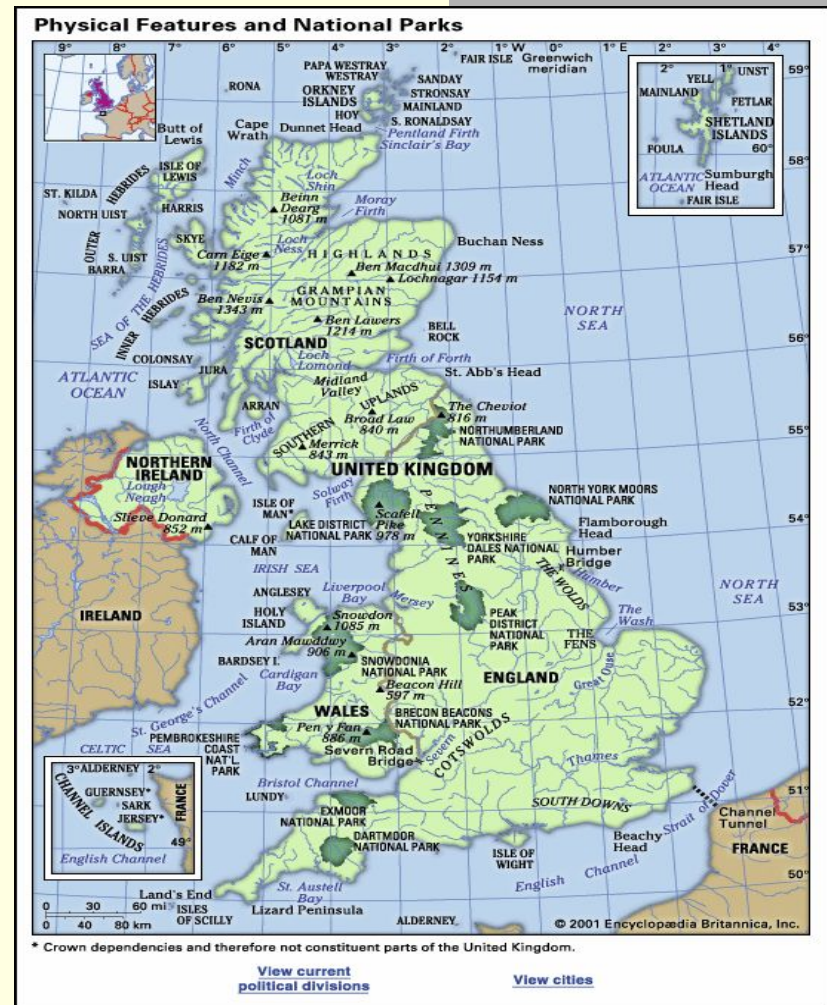 Physical Features and National Parks
9° 8° 7° 6° 5° 4° 3° 2° 1° W Greenwich meridian 1° E 2° 3° 4°
FAIR ISLE
PAPA WESTRAY
WESTRAY
SANDAY
STRONSAY
MAINLAND
S. RONALDSAY
ORKNEY
ISLANDS
HOY
RONA
Pentland Firth
Sinclair's Bay
59°
2° 1°
UNST
YELL
MAINLAND
FETLAR
SHETLAND
ISLANDS
60°
FOULA
ATLANTIC
OCEAN
Sumburgh
Head
FAIR ISLE
Butt of
Lewis
Cape
Wrath
Dunnet Head
58°
ISLE OF
LEWIS
Minch
Loch
Shin
Beinn
Dearg
1081 m
Moray
Firth
ST. KILDA
HEBRIDES
NORTH UIST
HARRIS
OUTER
S. UIST
BARRA
SKYE
Loch
Ness
HIGHLANDS
Buchan Ness
57°
Carn Eige
1182 m
Ben Macdhui 1309 m
Lochnagar 1154 m
SEA OF THE HEBRIDES
GRAMPIAN
MOUNTAINS
Ben Nevis
1343 m
Ben Lawers
1214 m
INNER HEBRIDES
NORTH
SEA
BELL
ROCK
56°
SCOTLAND
COLONSAY
JURA
ISLAY
Loch
Lomond
Firth of Forth
St. Abb's Head
ATLANTIC
OCEAN
Midland
Valley
ARRAN
Firth of
Clyde
SOUTHERN UPLANDS
Broad Law
840 m
The Cheviot
816 m
NORTHUMBERLAND
NATIONAL PARK
Merrick
843 m
55°
North Channel
NORTHERN
IRELAND
Lough
Neagh
Slieve Donard
852 m
UNITED KINGDOM
Solway
Firth
ISLE OF
MAN*
CALF OF
MAN
LAKE DISTRICT
NATIONAL PARK
Scafell
Pike
978 m
PENNINES
NORTH YORK MOORS
NATIONAL PARK
Flamborough
Head
54°
YORKSHIRE
DALES NATIONAL
PARK
Humber
Bridge
THE WOLDS
Humber
IRISH SEA
IRELAND
ANGLESEY
HOLY
ISLAND
Liverpool
Bay
Mersey
Snowdon
1085 m
PEAK
DISTRICT
NATIONAL
PARK
The
Wash
NORTH
SEA
53°
Aran Mawddwy
906 m
BARDSEY I.
Cardigan
Bay
SNOWDONIA
NATIONAL PARK
Beacon Hill
597 m
THE
FENS
ENGLAND
Great Ouse
52°
St. George's Channel
WALES
Pen y Fan
886 m
BRECON BEACONS
NATIONAL PARK
PEMBROKESHIRE
COAST
NAT'L.
PARK
CELTIC SEA
Severn Road
Bridge
Severn
COTSWOLDS
Thames
Bristol Channel
LUNDY
EXMOOR
NATIONAL PARK
DARTMOOR
NATIONAL PARK
SOUTH DOWNS
Strait of Dover
51°
Channel
Tunnel
FRANCE
Beachy
Head
ISLE OF
WIGHT
English Channel
50°
3° ALDERNEY 2°
GUERNSEY*
SARK
JERSEY*
CHANNEL ISLANDS
FRANCE
49°
English Channel
Land's End
St. Austell
Bay
ISLES
OF SCILLY
Lizard Peninsula
ALDERNEY
0 30 60 mi
0 40 80 km
© 2001 Encyclopædia Britannica, Inc.
* Crown dependencies and therefore not constituent parts of the United Kingdom.
View current
political divisions
View cities